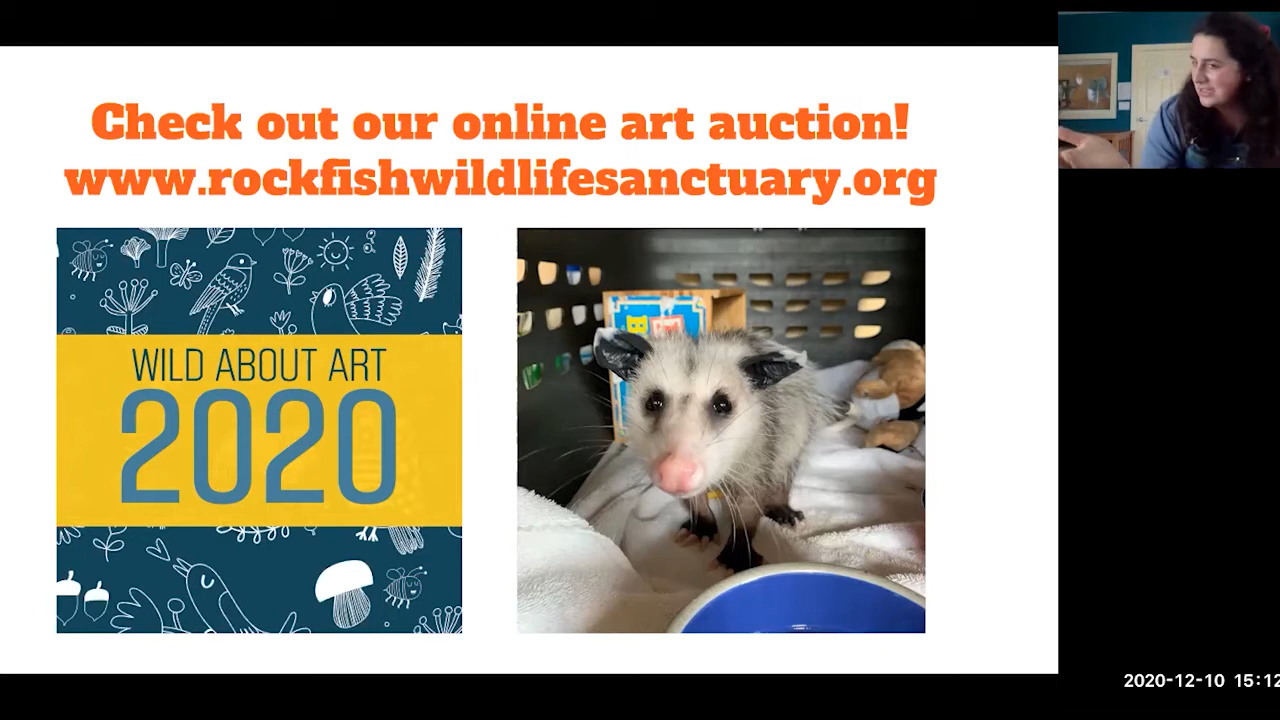 Check out our online art auction!
www.rockfishwildlifesanctuary.org
WILD ABOUT ART
2020
2020-12-10 15:12